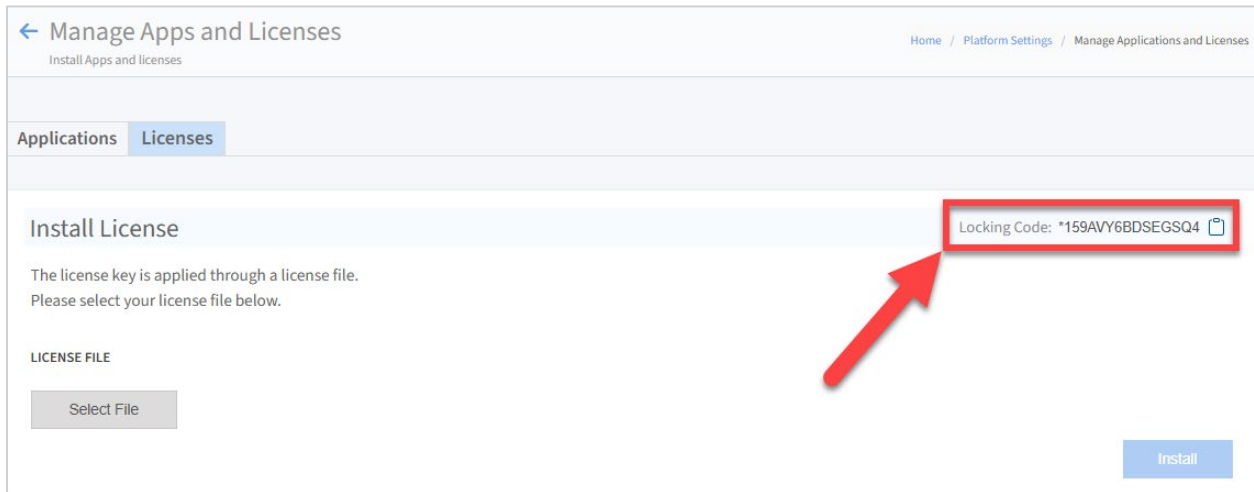 Manage Apps and Licenses
Install Apps and licenses
Home / Platform Settings / Manage Applications and Licenses
Applications Licenses
Install License
Locking Code: *159AVY6BDSEGSQ4
The license key is applied through a license file.
Please select your license file below.
LICENSE FILE
Select File
Install